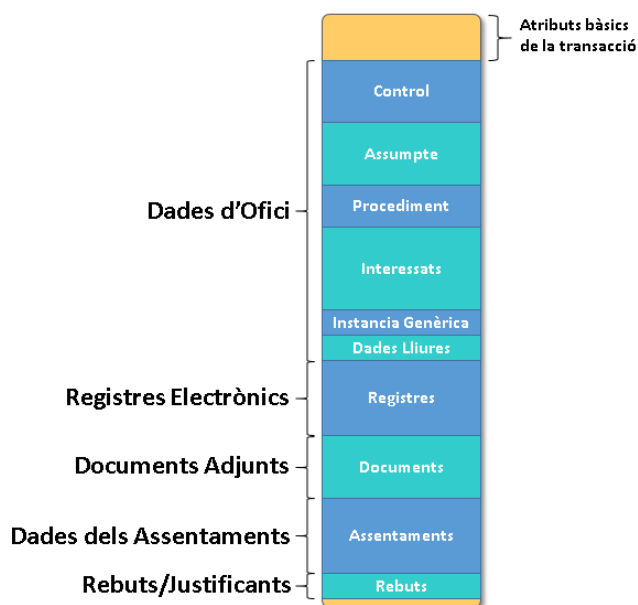 Atributs bàsics
de la transacció
Control
Assumpte
Dades d'Ofici
Procediment
Interessats
Instancia Genèrica
Dades Lliures
Registres Electrònics
Registres
Documents Adjunts
Documents
Dades dels Assentaments
Assentaments
Rebuts/Justificants
Rebuts